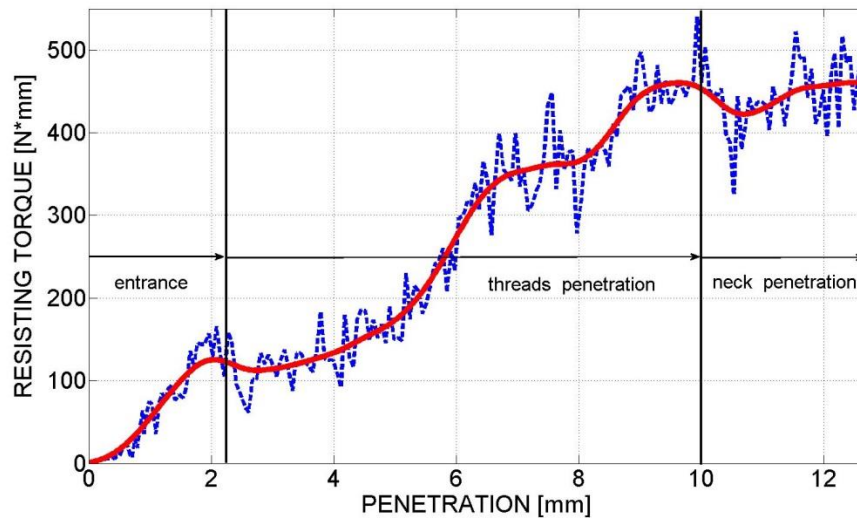 500
400
300
200
100
0
RESISTING TORQUE [N*mm]
entrance
threads penetration
neck penetration
0 2 4 6 8 10 12
PENETRATION [mm]